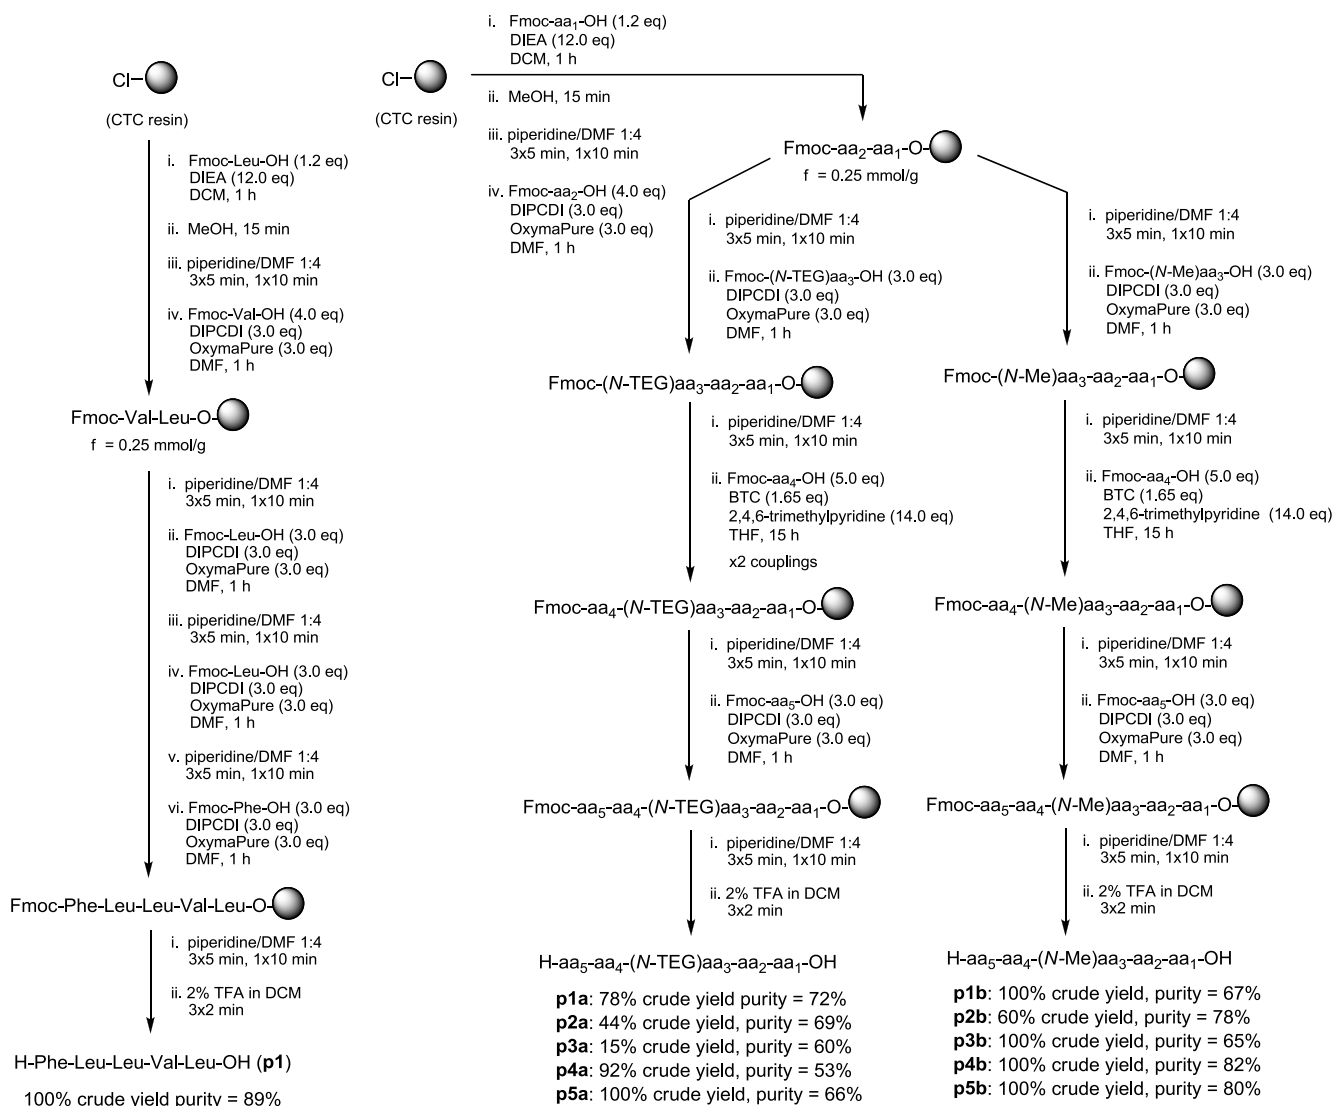 Cl
(CTC resin)
i. Fmoc-Leu-OH (1.2 eq)
DIEA (12.0 eq)
DCM, 1 h
ii. MeOH, 15 min
iii. piperidine/DMF 1:4
3x5 min, 1x10 min
iv. Fmoc-Val-OH (4.0 eq)
DIPCDI (3.0 eq)
OxymaPure (3.0 eq)
DMF, 1 h
Fmoc-Val-Leu-O
f = 0.25 mmol/g
i. piperidine/DMF 1:4
3x5 min, 1x10 min
ii. Fmoc-Leu-OH (3.0 eq)
DIPCDI (3.0 eq)
OxymaPure (3.0 eq)
DMF, 1 h
iii. piperidine/DMF 1:4
3x5 min, 1x10 min
iv. Fmoc-Leu-OH (3.0 eq)
DIPCDI (3.0 eq)
OxymaPure (3.0 eq)
DMF, 1 h
v. piperidine/DMF 1:4
3x5 min, 1x10 min
vi. Fmoc-Phe-OH (3.0 eq)
DIPCDI (3.0 eq)
OxymaPure (3.0 eq)
DMF, 1 h
Fmoc-Phe-Leu-Leu-Val-Leu-O
i. piperidine/DMF 1:4
3x5 min, 1x10 min
ii. 2% TFA in DCM
3x2 min
H-Phe-Leu-Leu-Val-Leu-OH (p1)
100% crude yield purity = 89%
Cl
(CTC resin)
i. Fmoc-aa1-OH (1.2 eq)
DIEA (12.0 eq)
DCM, 1 h
ii. MeOH, 15 min
iii. piperidine/DMF 1:4
3x5 min, 1x10 min
iv. Fmoc-aa2-OH (4.0 eq)
DIPCDI (3.0 eq)
OxymaPure (3.0 eq)
DMF, 1 h
Fmoc-aa2-aa1-O
f = 0.25 mmol/g
i. piperidine/DMF 1:4
3x5 min, 1x10 min
ii. Fmoc-(N-TEG)aa3-OH (3.0 eq)
DIPCDI (3.0 eq)
OxymaPure (3.0 eq)
DMF, 1 h
Fmoc-(N-TEG)aa3-aa2-aa1-O
i. piperidine/DMF 1:4
3x5 min, 1x10 min
ii. Fmoc-aa4-OH (5.0 eq)
BTC (1.65 eq)
2,4,6-trimethylpyridine (14.0 eq)
THF, 15 h
x2 couplings
Fmoc-aa4-(N-TEG)aa3-aa2-aa1-O
i. piperidine/DMF 1:4
3x5 min, 1x10 min
ii. Fmoc-aa5-OH (3.0 eq)
DIPCDI (3.0 eq)
OxymaPure (3.0 eq)
DMF, 1 h
Fmoc-aa5-aa4-(N-TEG)aa3-aa2-aa1-O
i. piperidine/DMF 1:4
3x5 min, 1x10 min
ii. 2% TFA in DCM
3x2 min
H-aa5-aa4-(N-TEG)aa3-aa2-aa1-OH
p1a: 78% crude yield purity = 72%
p2a: 44% crude yield, purity = 69%
p3a: 15% crude yield, purity = 60%
p4a: 92% crude yield, purity = 53%
p5a: 100% crude yield, purity = 66%
i. piperidine/DMF 1:4
3x5 min, 1x10 min
ii. Fmoc-(N-Me)aa3-OH (3.0 eq)
DIPCDI (3.0 eq)
OxymaPure (3.0 eq)
DMF, 1 h
Fmoc-(N-Me)aa3-aa2-aa1-O
i. piperidine/DMF 1:4
3x5 min, 1x10 min
ii. Fmoc-aa4-OH (5.0 eq)
BTC (1.65 eq)
2,4,6-trimethylpyridine (14.0 eq)
THF, 15 h
Fmoc-aa4-(N-Me)aa3-aa2-aa1-O
i. piperidine/DMF 1:4
3x5 min, 1x10 min
ii. Fmoc-aa5-OH (3.0 eq)
DIPCDI (3.0 eq)
OxymaPure (3.0 eq)
DMF, 1 h
Fmoc-aa5-aa4-(N-Me)aa3-aa2-aa1-O
i. piperidine/DMF 1:4
3x5 min, 1x10 min
ii. 2% TFA in DCM
3x2 min
H-aa5-aa4-(N-Me)aa3-aa2-aa1-OH
p1b: 100% crude yield, purity = 67%
p2b: 60% crude yield, purity = 78%
p3b: 100% crude yield, purity = 65%
p4b: 100% crude yield, purity = 82%
p5b: 100% crude yield, purity = 80%